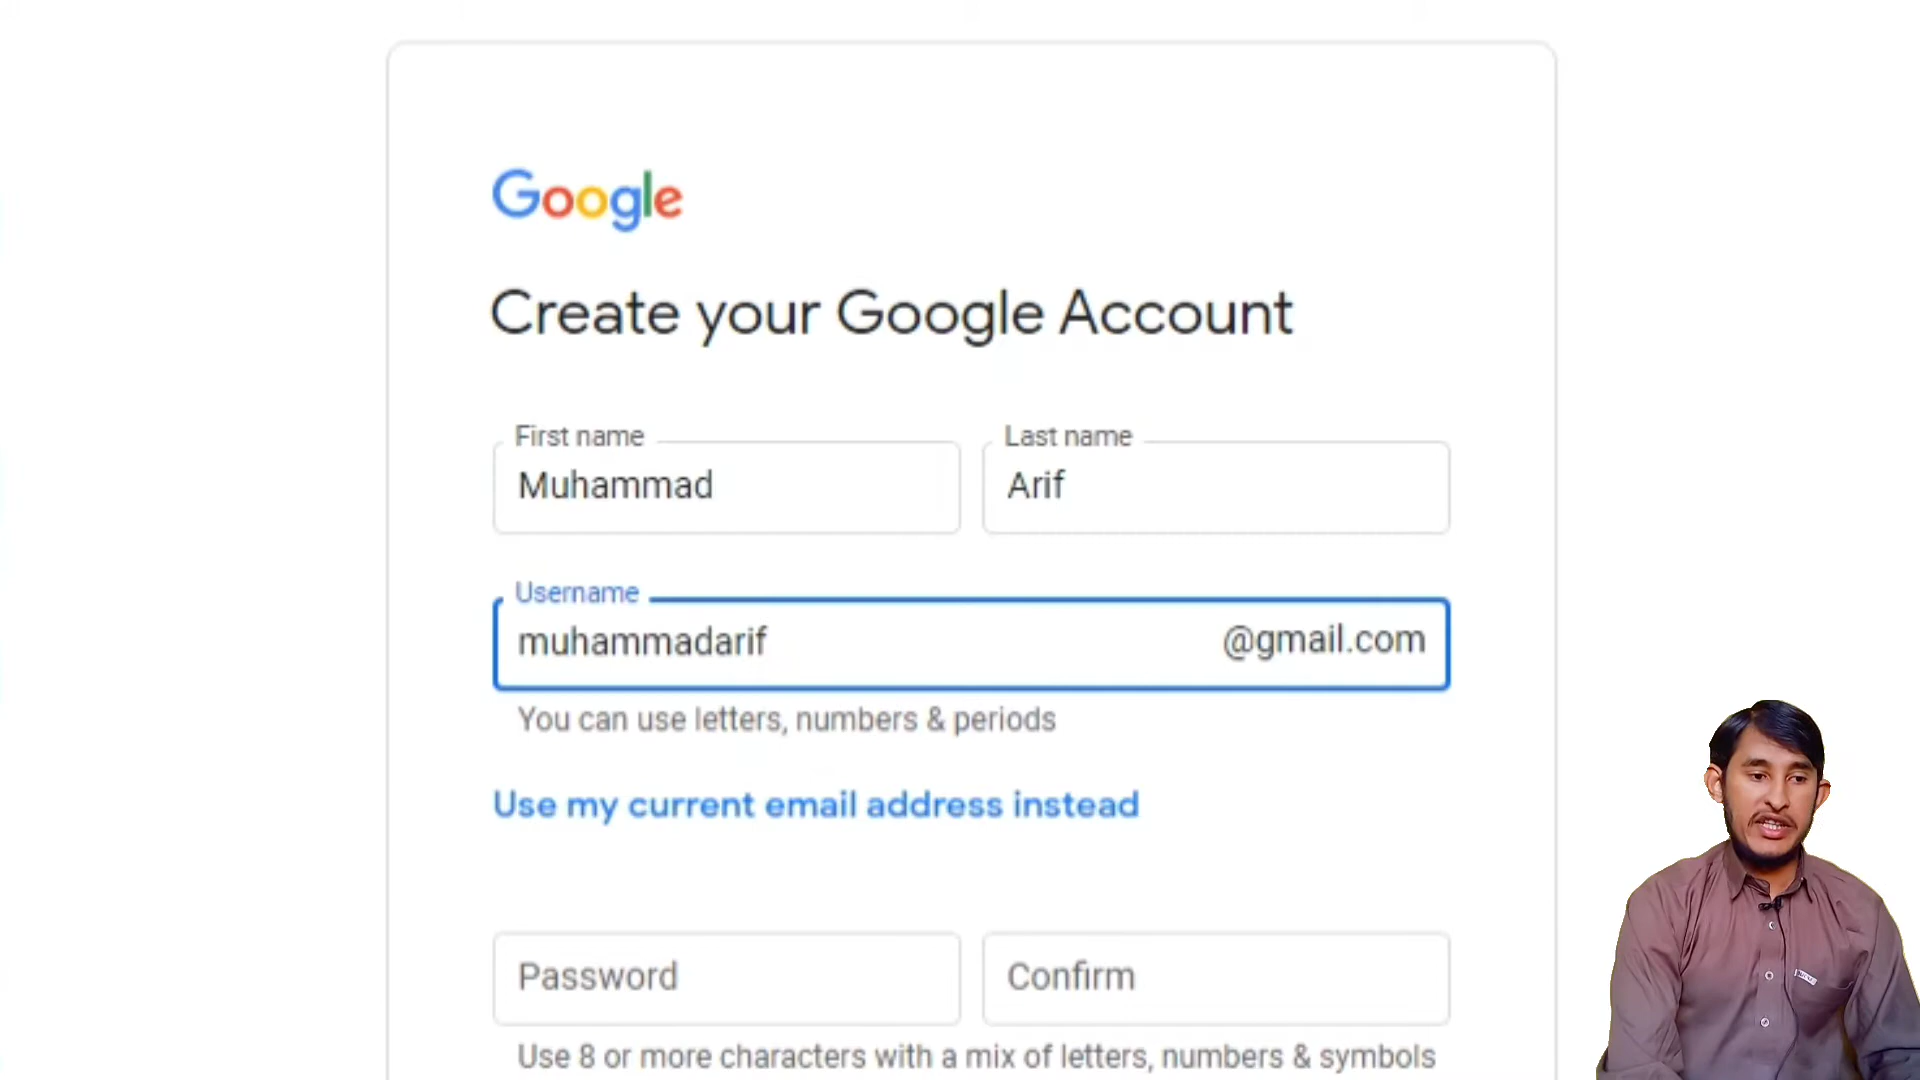 Google
Create your Google Account
First name
Last name
Muhammad
Arif
Username
muhammadarif
@gmail.com
You can use letters, numbers & periods
Use my current email address instead
Password
Confirm
Use 8 or more characters with a mix of letters, numbers & symbols